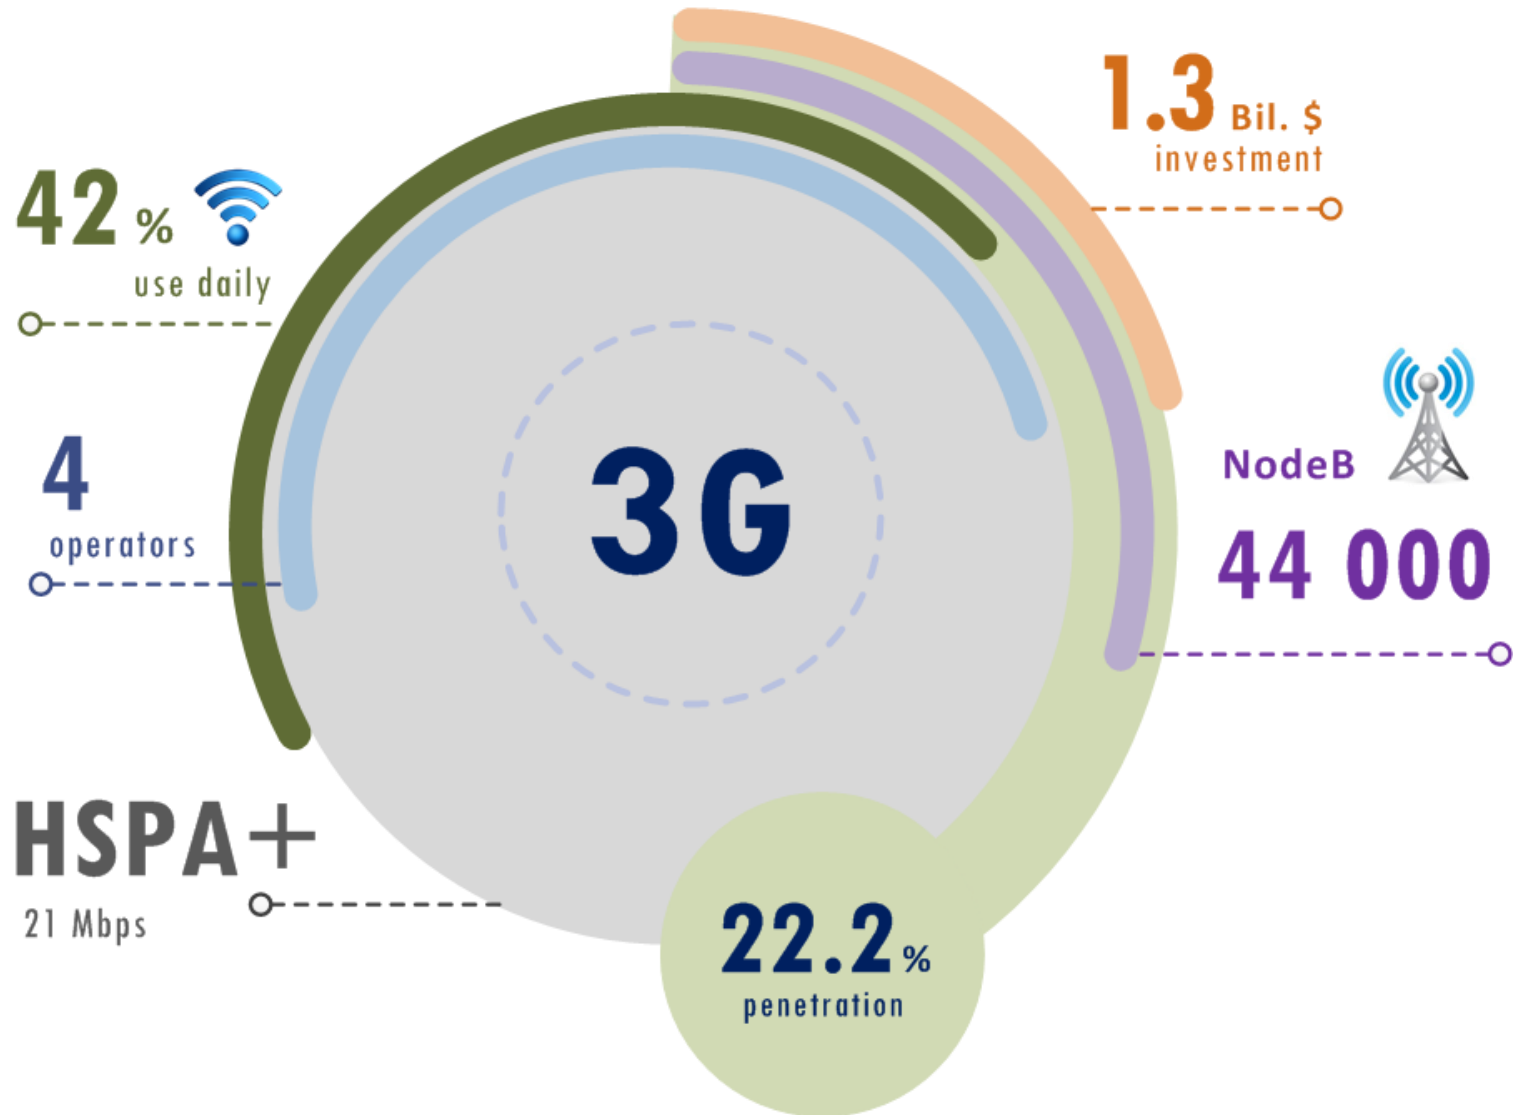 1.3 Bil. $
investment
42 %
use daily
4
operators
3G
NodeB
44 000
HSPA+
21 Mbps
22.2 %
penetration